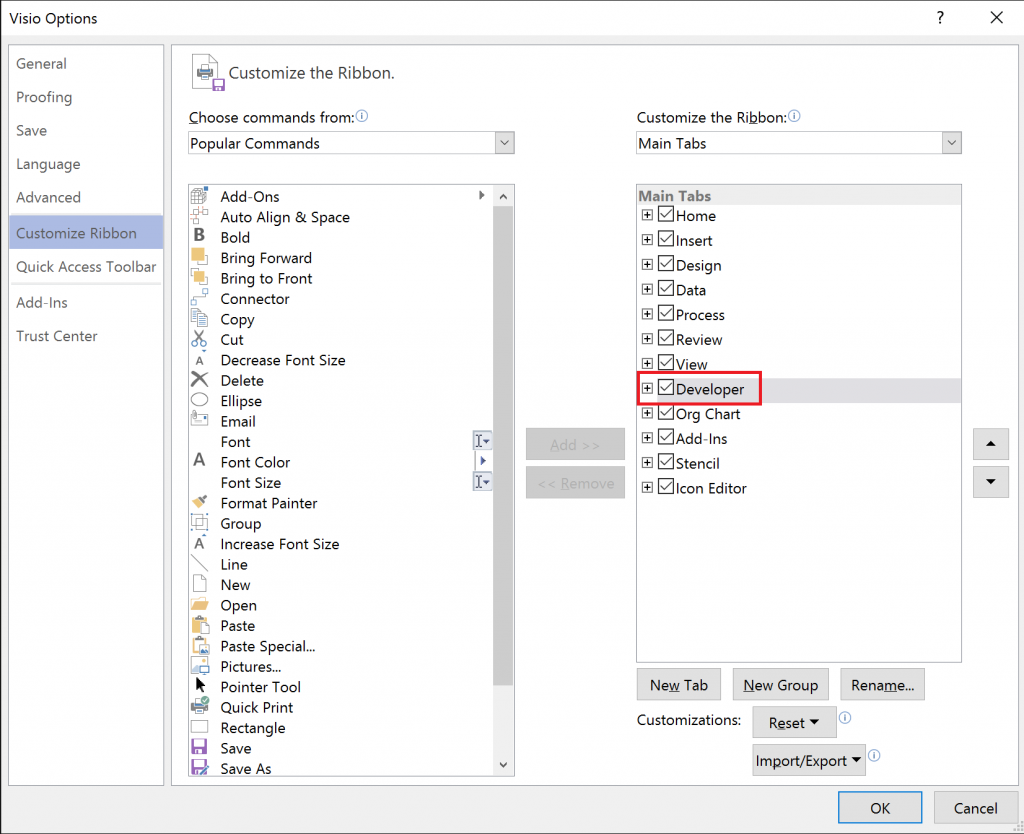 Visio Options
?
General
Proofing
Save
Language
Advanced
Customize Ribbon
Quick Access Toolbar
Add-Ins
Trust Center
Customize the Ribbon.
Choose commands from:
Popular Commands
Add-Ons
Auto Align & Space
B Bold
Bring Forward
Bring to Front
Connector
Copy
Cut
A Decrease Font Size
Delete
Ellipse
Email
Font
A Font Color
Font Size
Format Painter
Group
A Increase Font Size
Line
New
Open
Paste
Paste Special...
Pictures...
Pointer Tool
Quick Print
Rectangle
Save
Save As
Add >>
<< Remove
Customize the Ribbon:
Main Tabs
Main Tabs
Home
Insert
Design
Data
Process
Review
View
Developer
Org Chart
Add-Ins
Stencil
Icon Editor
New Tab
New Group
Rename...
Customizations:
Reset
Import/Export
OK
Cancel